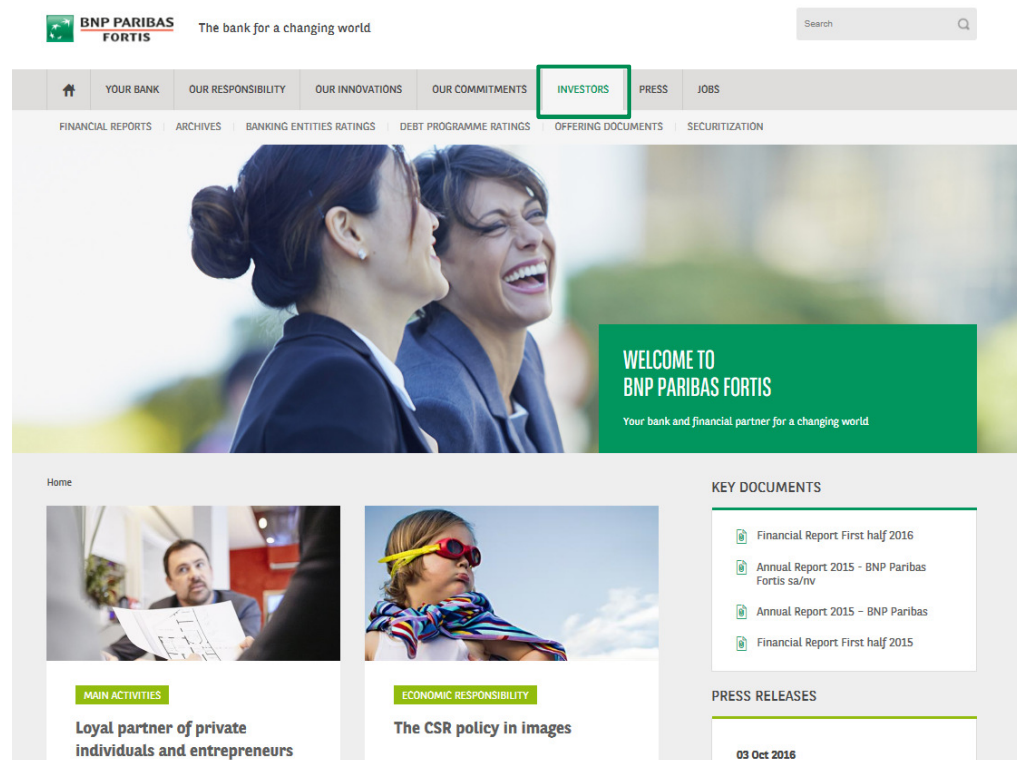 BNP PARIBAS
FORTIS
The bank for a changing world
Search
YOUR BANK
OUR RESPONSIBILITY
OUR INNOVATIONS
OUR COMMITMENTS
INVESTORS
PRESS
JOBS
FINANCIAL REPORTS
ARCHIVES
BANKING ENTITIES RATINGS
DEBT PROGRAMME RATINGS
OFFERING DOCUMENTS
SECURITIZATION
WELCOME TO
BNP PARIBAS FORTIS
Your bank and financial partner for a changing world
Home
MAIN ACTIVITIES
Loyal partner of private
individuals and entrepreneurs
ECONOMIC RESPONSIBILITY
The CSR policy in images
KEY DOCUMENTS
Financial Report First half 2016
Annual Report 2015 - BNP Paribas
Fortis sa/nv
Annual Report 2015 – BNP Paribas
Financial Report First half 2015
PRESS RELEASES
03 Oct 2016